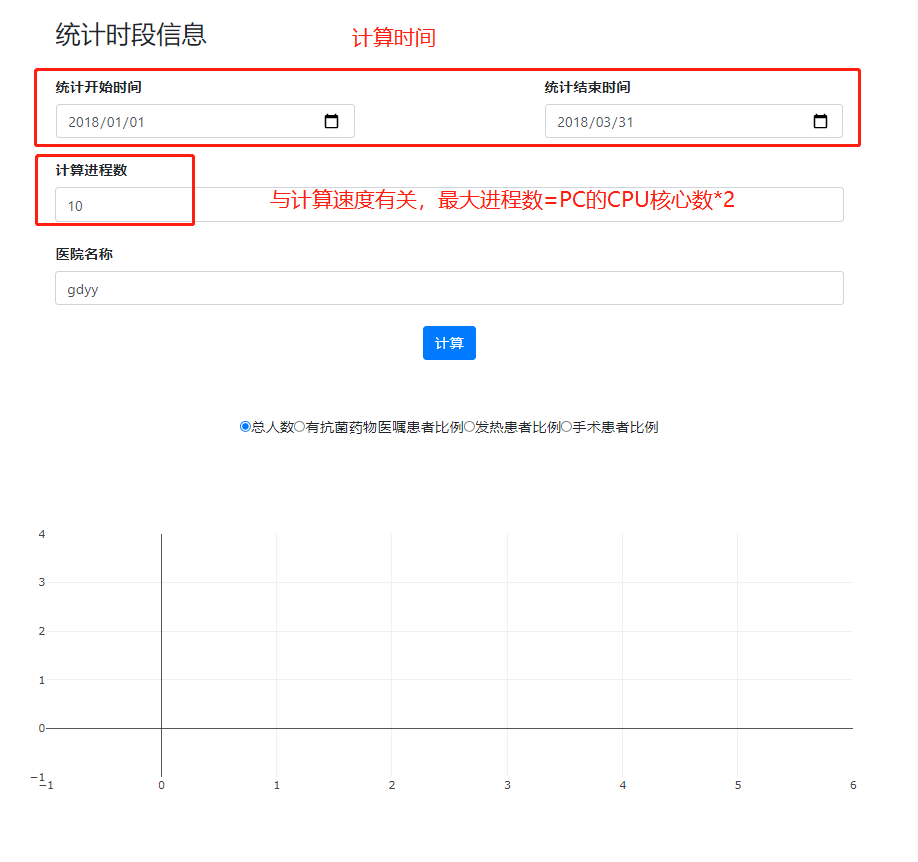 统计时段信息
计算时间
统计开始时间
统计结束时间
2018/01/01
2018/03/31
计算进程数
10
与计算速度有关，最大进程数=PC的CPU核心数*2
医院名称
gdyy
计算
总人数 有抗菌药物医嘱患者比例 发热患者比例 手术患者比例
4
3
2
1
0
−1
−1 0 1 2 3 4 5 6